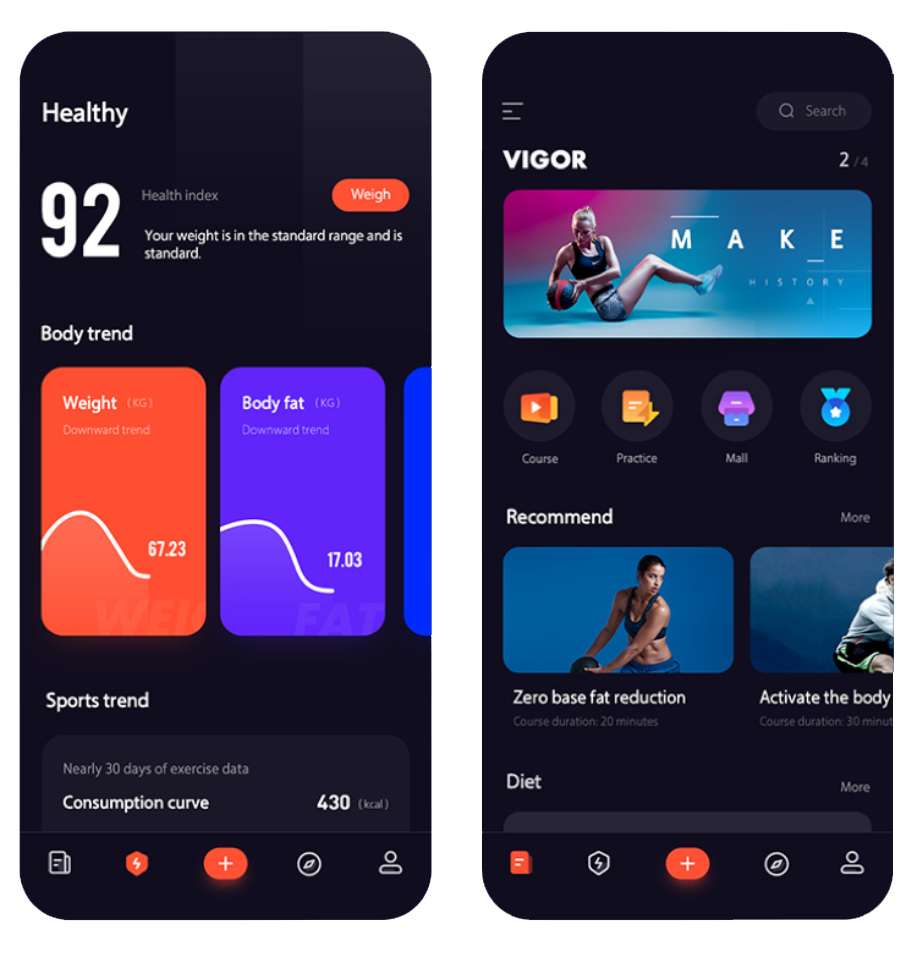 Healthy
92
Health index
Weigh
Your weight is in the standard range and is
standard.
Body trend
Weight (KG)
Downward trend
67.23
WEIG
Body fat (KG)
Downward trend
17.03
FAT
Sports trend
Nearly 30 days of exercise data
Consumption curve
430 (kcal)
Search
VIGOR
2 / 4
MAKE
HISTORY
Course
Practice
Mall
Ranking
Recommend
More
Zero base fat reduction
Course duration: 20 minutes
Activate the body
Course duration: 30 minut
Diet
More